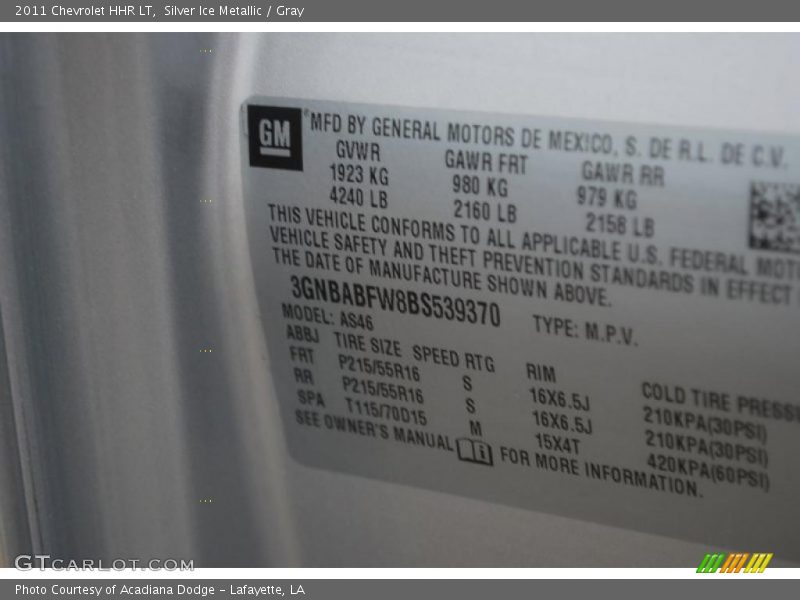 2011 Chevrolet HHR LT,  Silver Ice Metallic / Gray
GM
® MFD BY GENERAL MOTORS DE MEXICO, S. DE R.L. DE C.V.
GVWR GAWR FRT GAWR RR
1923 KG 980 KG 979 KG
4240 LB 2160 LB 2158 LB
THIS VEHICLE CONFORMS TO ALL APPLICABLE U.S. FEDERAL
VEHICLE SAFETY AND THEFT PREVENTION STANDARDS IN EFFECT
THE DATE OF MANUFACTURE SHOWN ABOVE.
3GNBABFW8BS539370 TYPE: M.P.V.
MODEL: AS46
ABBJ TIRE SIZE SPEED RTG RIM COLD TIRE
FRT P215/55R16 S 16X6.5J 210KPA(30PSI)
RR P215/55R16 S 16X6.5J 210KPA(30PSI)
SPA T115/70D15 M 15X4T 420KPA(60PSI)
SEE OWNER'S MANUAL FOR MORE INFORMATION.
GTCARLOT.COM
Photo Courtesy of Acadiana Dodge - Lafayette, LA